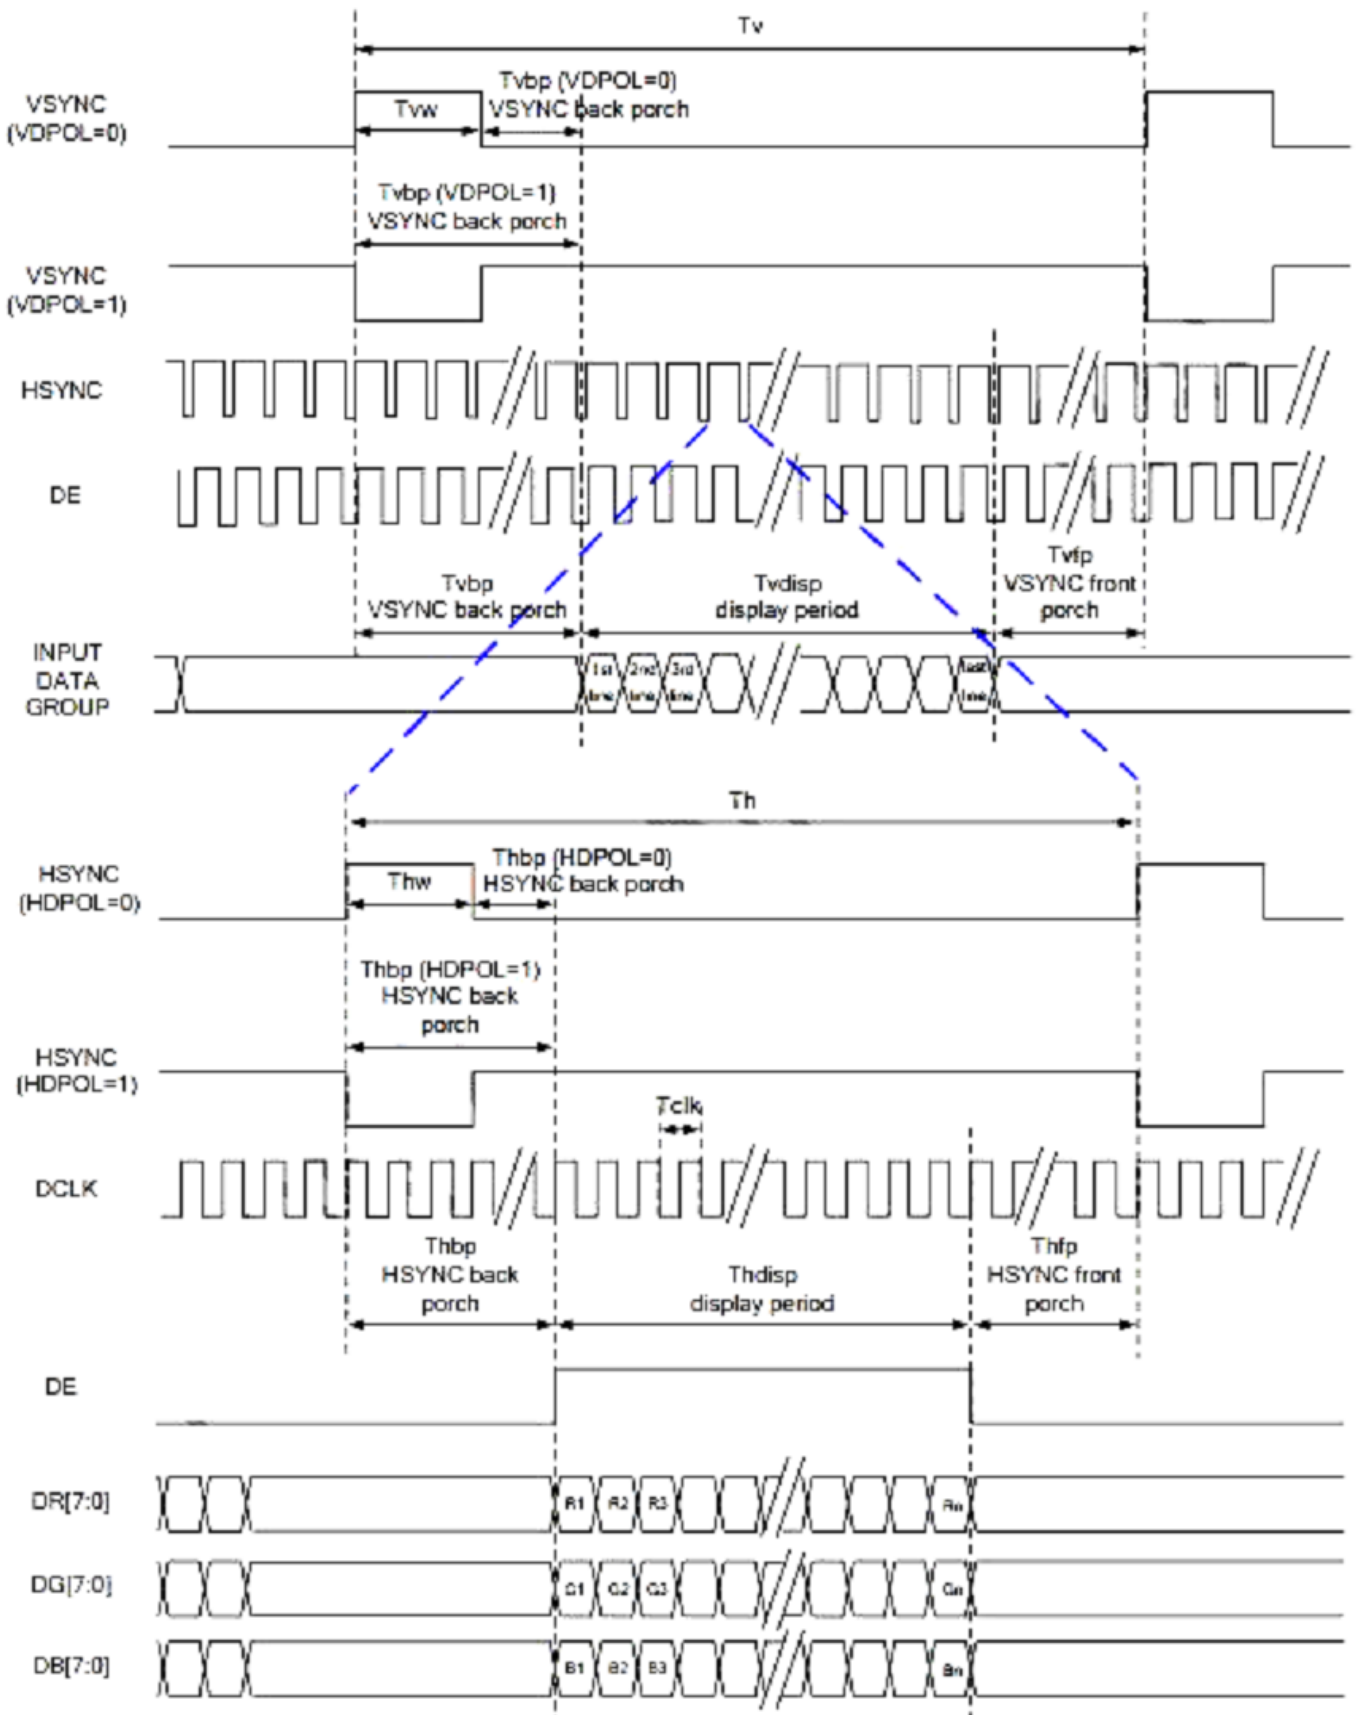 Tv
Tvbp (VDPOL=0)
VSYNC back porch
VSYNC
(VDPOL=0)
Tvw
Tvbp (VDPOL=1)
VSYNC back porch
VSYNC
(VDPOL=1)
HSYNC
DE
Tvbp
VSYNC back porch
Tvdisp
display period
Tvfp
VSYNC front
porch
INPUT
DATA
GROUP
1st
line
2nd
line
3rd
line
last
line
Th
Thbp (HDPOL=0)
HSYNC back porch
HSYNC
(HDPOL=0)
Thw
Thbp (HDPOL=1)
HSYNC back
porch
HSYNC
(HDPOL=1)
Tclk
DCLK
Thbp
HSYNC back
porch
Thdisp
display period
Thfp
HSYNC front
porch
DE
DR[7:0]
R1 R2 R3 Rn
DG[7:0]
G1 G2 G3 Gn
DB[7:0]
B1 B2 B3 Bn